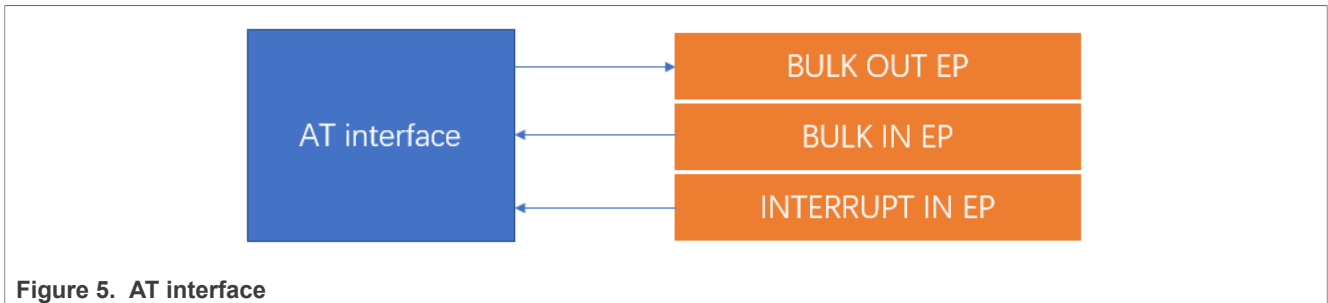 AT interface
BULK OUT EP
BULK IN EP
INTERRUPT IN EP
Figure 5. AT interface